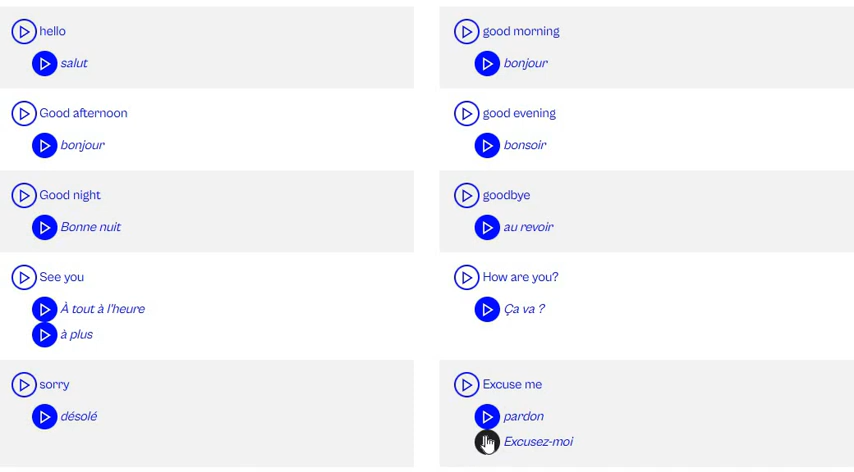 hello
salut
good morning
bonjour
Good afternoon
bonjour
good evening
bonsoir
Good night
Bonne nuit
goodbye
au revoir
See you
À tout à l'heure
à plus
How are you?
Ça va ?
sorry
désolé
Excuse me
pardon
Excusez-moi